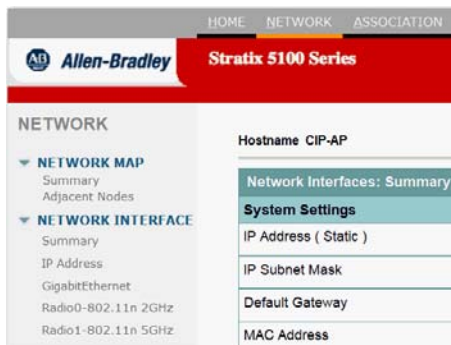 HOME NETWORK ASSOCIATION
AB Allen-Bradley
Stratix 5100 Series
NETWORK
NETWORK MAP
Summary
Adjacent Nodes
NETWORK INTERFACE
Summary
IP Address
GigabitEthernet
Radio0-802.11n 2GHz
Radio1-802.11n 5GHz
Hostname CIP-AP
Network Interfaces: Summary
System Settings
IP Address ( Static )
IP Subnet Mask
Default Gateway
MAC Address